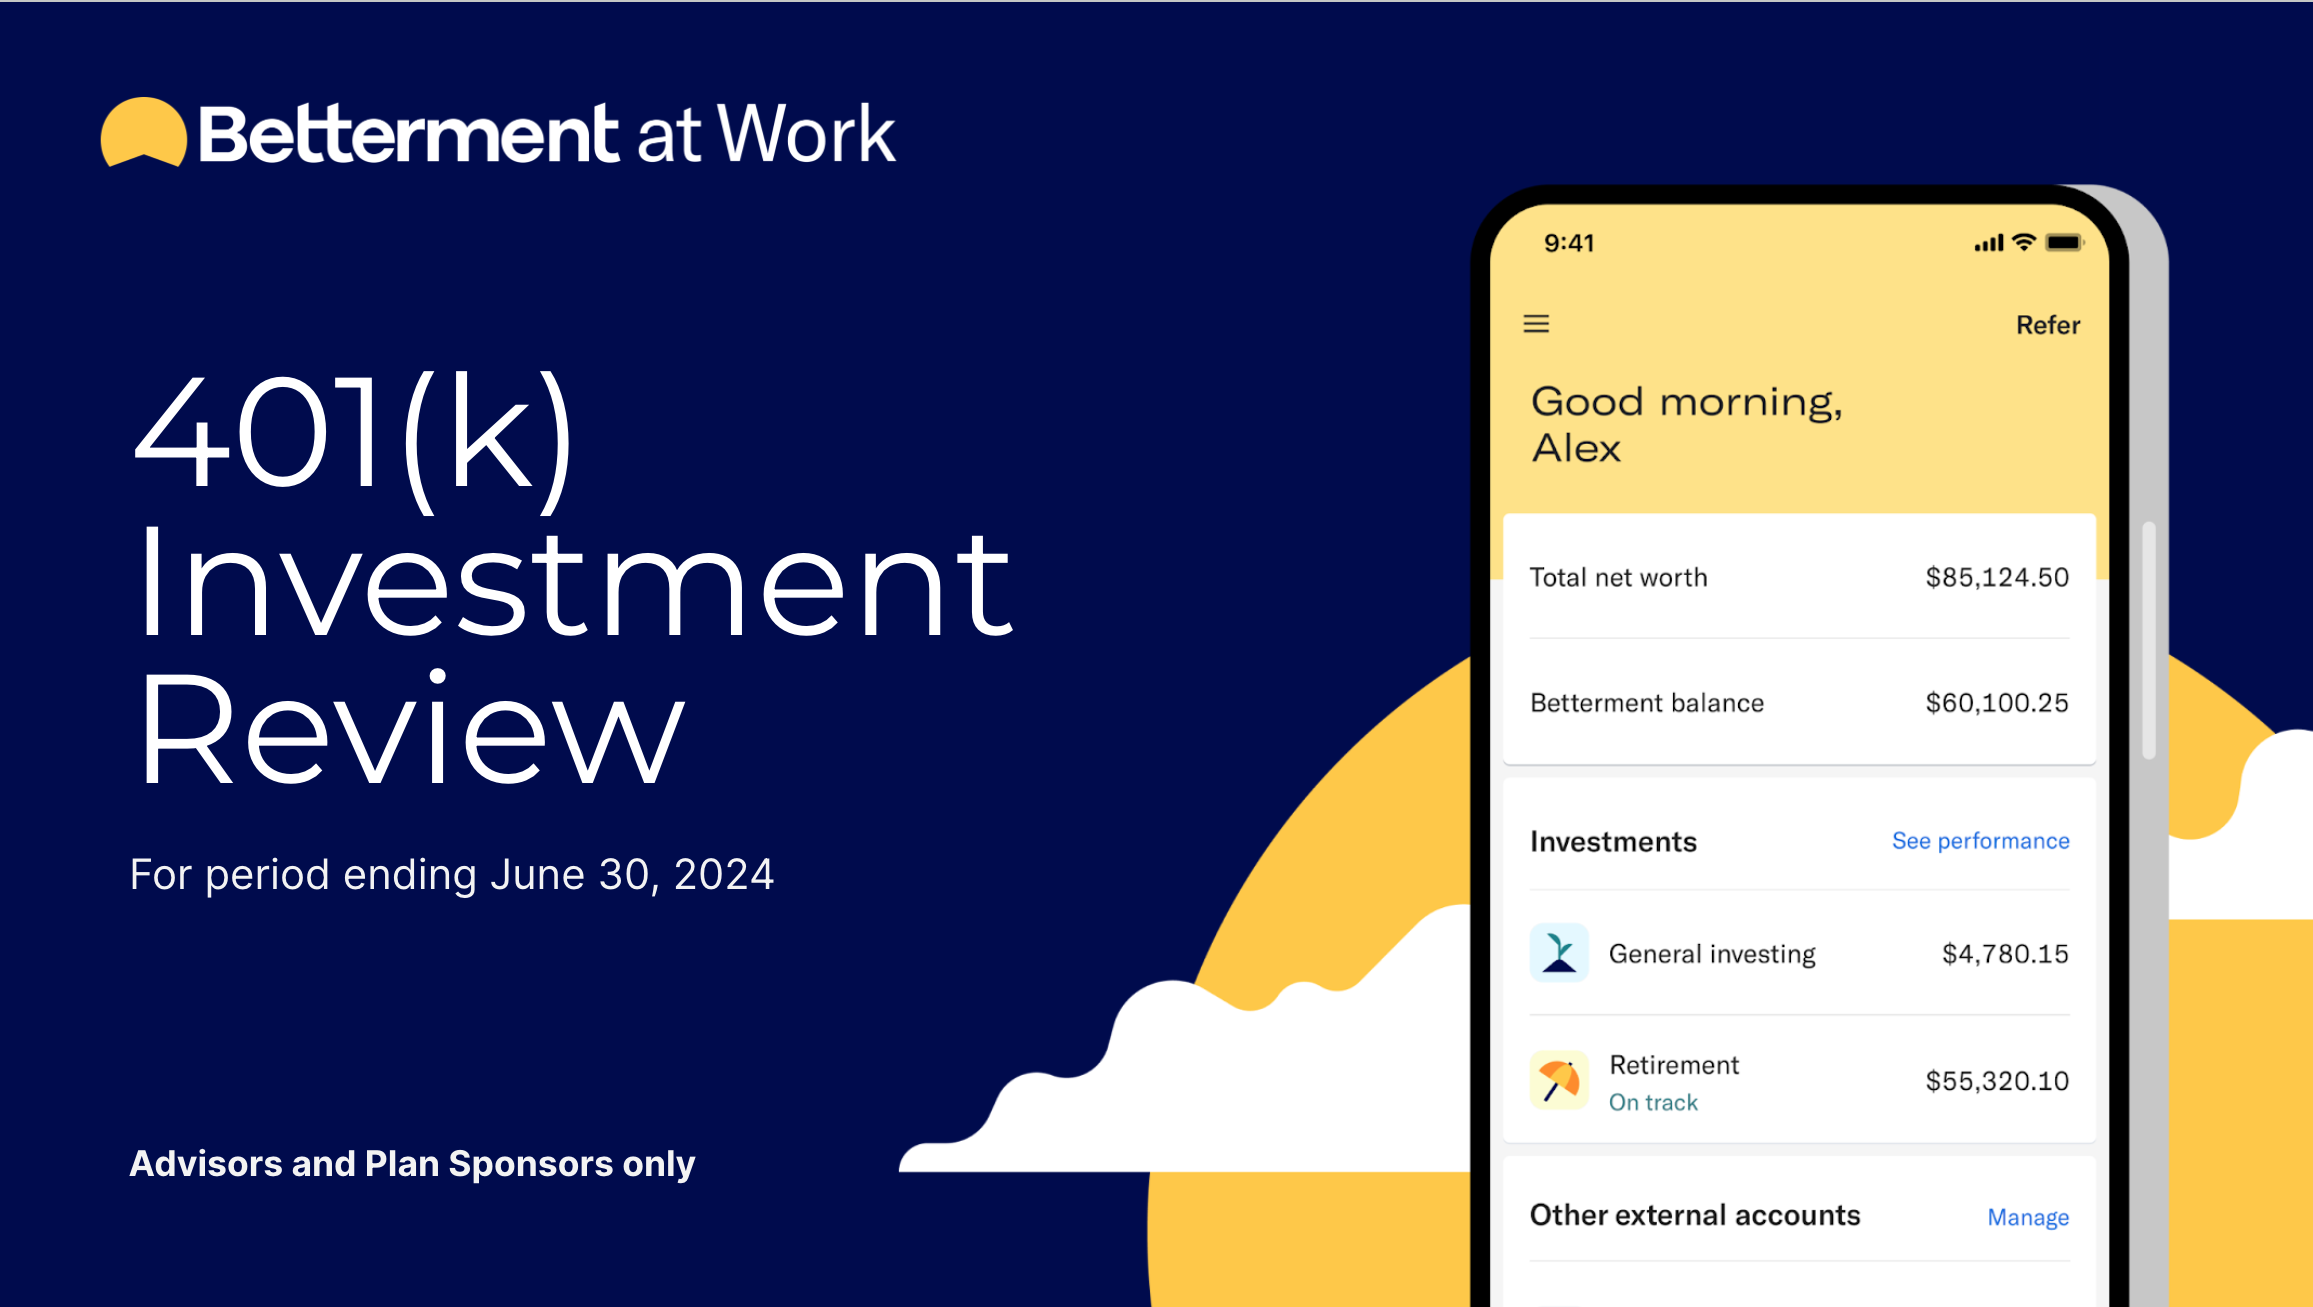 Betterment at Work
401(k)
Investment
Review
For period ending June 30, 2024
Advisors and Plan Sponsors only
9:41
Refer
Good morning,
Alex
Total net worth $85,124.50
Betterment balance $60,100.25
Investments See performance
General investing $4,780.15
Retirement $55,320.10
On track
Other external accounts Manage